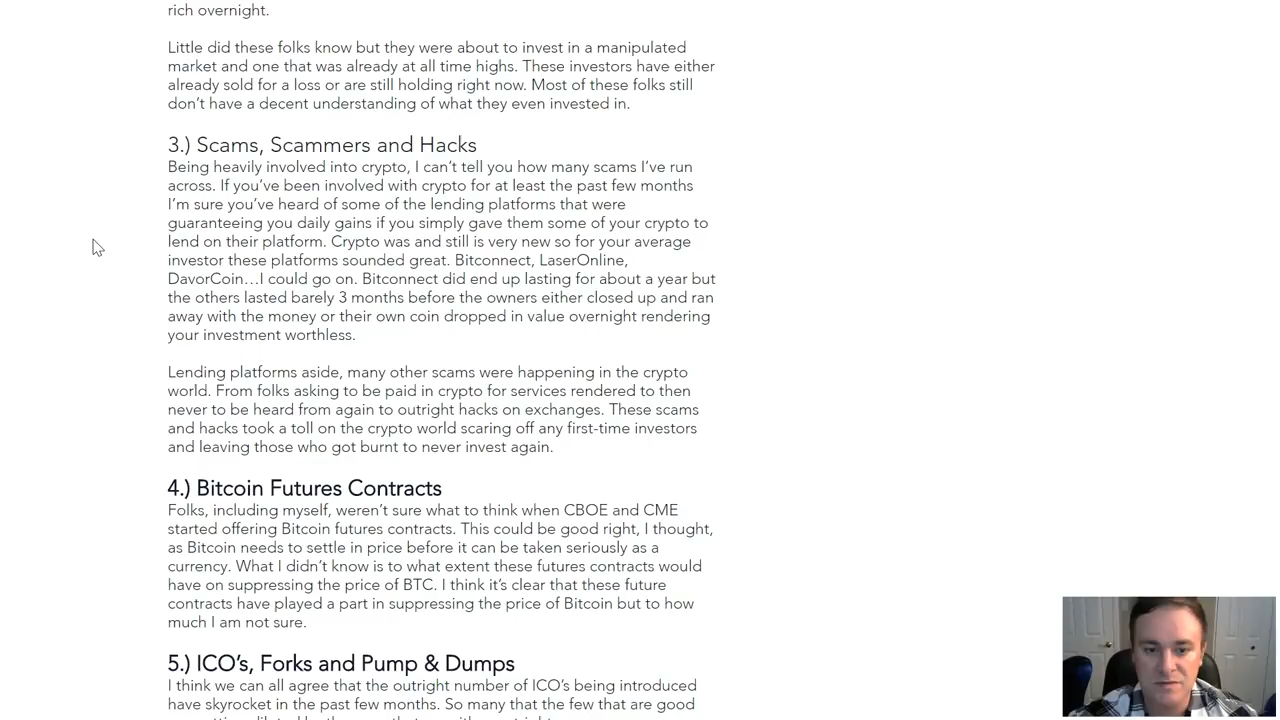 rich overnight.
Little did these folks know but they were about to invest in a manipulated
market and one that was already at all time highs. These investors have either
already sold for a loss or are still holding right now. Most of these folks still
don't have a decent understanding of what they even invested in.
3.) Scams, Scammers and Hacks
Being heavily involved into crypto, I can't tell you how many scams I've run
across. If you've been involved with crypto for at least the past few months
I'm sure you've heard of some of the lending platforms that were
guaranteeing you daily gains if you simply gave them some of your crypto to
lend on their platform. Crypto was and still is very new so for your average
investor these platforms sounded great. Bitconnect, LaserOnline,
DavorCoin...I could go on. Bitconnect did end up lasting for about a year but
the others lasted barely 3 months before the owners either closed up and ran
away with the money or their own coin dropped in value overnight rendering
your investment worthless.
Lending platforms aside, many other scams were happening in the crypto
world. From folks asking to be paid in crypto for services rendered to then
never to be heard from again to outright hacks on exchanges. These scams
and hacks took a toll on the crypto world scaring off any first-time investors
and leaving those who got burnt to never invest again.
4.) Bitcoin Futures Contracts
Folks, including myself, weren't sure what to think when CBOE and CME
started offering Bitcoin futures contracts. This could be good right, I thought,
as Bitcoin needs to settle in price before it can be taken seriously as a
currency. What I didn't know is to what extent these futures contracts would
have on suppressing the price of BTC. I think it's clear that these future
contracts have played a part in suppressing the price of Bitcoin but to how
much I am not sure.
5.) ICO's, Forks and Pump & Dumps
I think we can all agree that the outright number of ICO's being introduced
have skyrocket in the past few months. So many that the few that are good